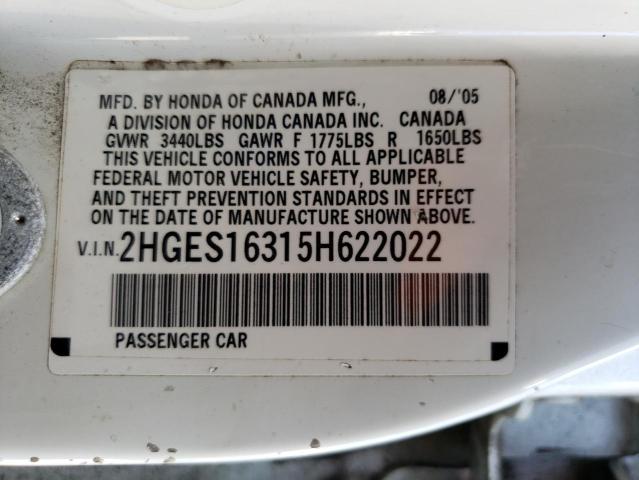 MFD. BY HONDA OF CANADA MFG., 08/'05
A DIVISION OF HONDA CANADA INC. CANADA
GVWR 3440LBS GAWR F 1775LBS R 1650LBS
THIS VEHICLE CONFORMS TO ALL APPLICABLE
FEDERAL MOTOR VEHICLE SAFETY, BUMPER,
AND THEFT PREVENTION STANDARDS IN EFFECT
ON THE DATE OF MANUFACTURE SHOWN ABOVE.
V.I.N. 2HGES16315H622022
PASSENGER CAR